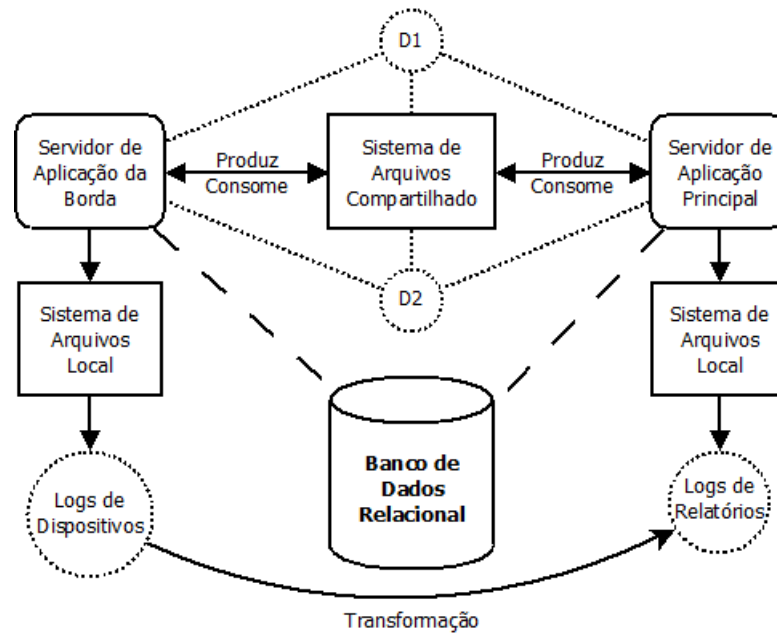 D1
Servidor de
Aplicação da
Borda
Produz
Consome
Sistema de
Arquivos
Compartilhado
Produz
Consome
Servidor de
Aplicação
Principal
D2
Sistema de
Arquivos
Local
Sistema de
Arquivos
Local
Banco de
Dados
Relacional
Logs de
Dispositivos
Logs de
Relatórios
Transformação